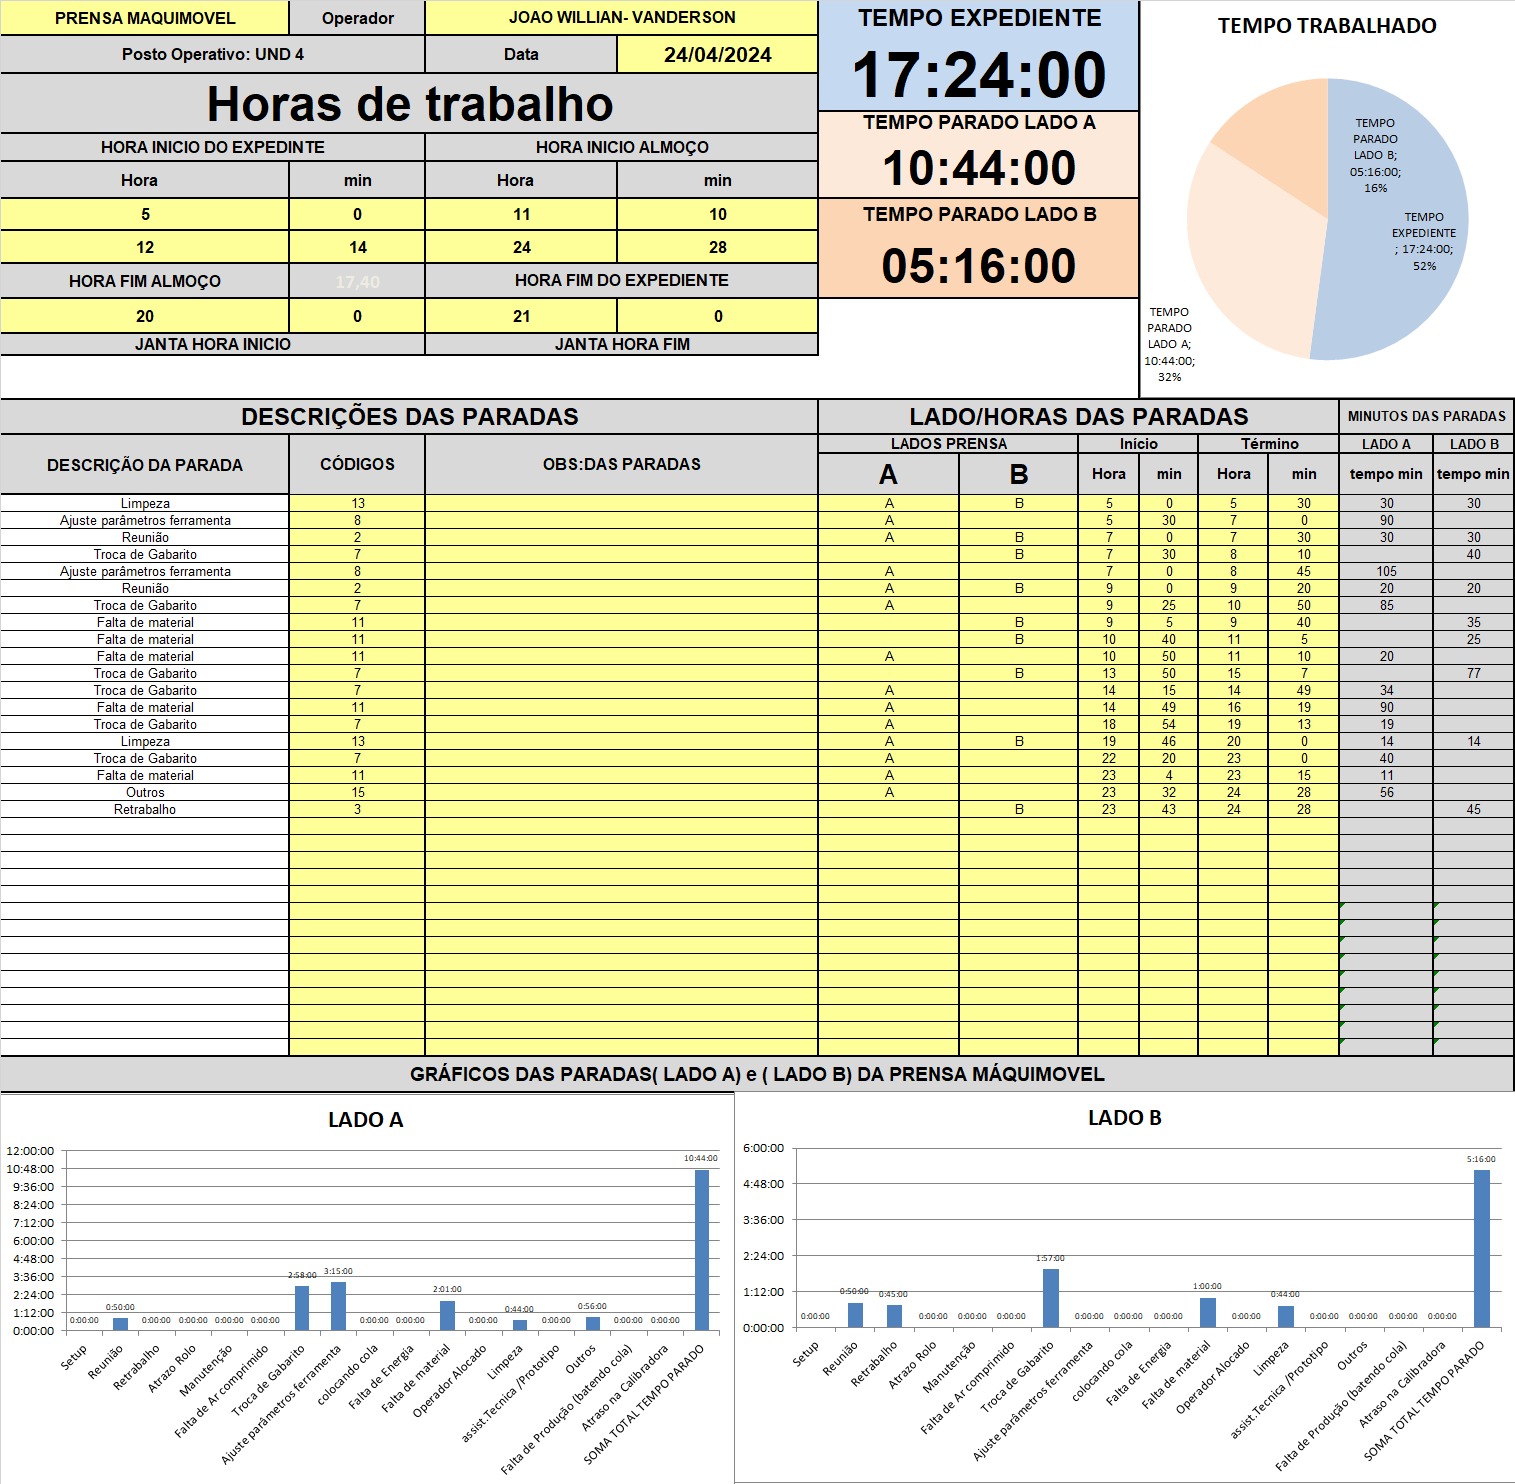 PRENSA MAQUIMOVEL Operador JOAO WILLIAN- VANDERSON
Posto Operativo: UND 4 Data 24/04/2024
Horas de trabalho
HORA INICIO DO EXPEDINTE HORA INICIO ALMOÇO
Hora min Hora min
5 0 11 10
12 14 24 28
HORA FIM ALMOÇO 17,40 HORA FIM DO EXPEDIENTE
20 0 21 0
JANTA HORA INICIO JANTA HORA FIM
TEMPO EXPEDIENTE
17:24:00
TEMPO PARADO LADO A
10:44:00
TEMPO PARADO LADO B
05:16:00
TEMPO TRABALHADO
TEMPO
PARADO
LADO B;
05:16:00;
16%
TEMPO
EXPEDIENTE
; 17:24:00;
52%
TEMPO
PARADO
LADO A;
10:44:00;
32%
DESCRIÇÕES DAS PARADAS LADO/HORAS DAS PARADAS MINUTOS DAS PARADAS
LADOS PRENSA Início Término LADO A LADO B
DESCRIÇÃO DA PARADA CÓDIGOS OBS:DAS PARADAS A B Hora min Hora min tempo min tempo min
Limpeza 13 A B 5 0 5 30 30 30
Ajuste parâmetros ferramenta 8 A 5 30 7 0 90
Reunião 2 A B 7 0 7 30 30 30
Troca de Gabarito 7 B 7 30 8 10 40
Ajuste parâmetros ferramenta 8 A 7 0 8 45 105
Reunião 2 A B 9 0 9 20 20 20
Troca de Gabarito 7 A 9 25 10 50 85
Falta de material 11 B 9 5 9 40 35
Falta de material 11 B 10 40 11 5 25
Falta de material 11 A 10 50 11 10 20
Troca de Gabarito 7 B 13 50 15 7 77
Troca de Gabarito 7 A 14 15 14 49 34
Falta de material 11 A 14 49 16 19 90
Troca de Gabarito 7 A 18 54 19 13 19
Limpeza 13 A B 19 46 20 0 14 14
Troca de Gabarito 7 A 22 20 23 0 40
Falta de material 11 A 23 4 23 15 11
Outros 15 A 23 32 24 28 56
Retrabalho 3 B 23 43 24 28 45
GRÁFICOS DAS PARADAS( LADO A) e ( LADO B) DA PRENSA MÁQUIMOVEL
LADO A
12:00:00
10:48:00
9:36:00
8:24:00
7:12:00
6:00:00
4:48:00
3:36:00
2:24:00
1:12:00
0:00:00
0:00:00 0:50:00 0:00:00 0:00:00 0:00:00 0:00:00 2:58:00 3:15:00 0:00:00 0:00:00 2:01:00 0:00:00 0:44:00 0:00:00 0:56:00 0:00:00 0:00:00 10:44:00
Setup
Reunião
Retrabalho
Atrazo Rolo
Manutenção
Falta de Ar comprimido
Troca de Gabarito
Ajuste parâmetros ferramenta
colocando cola
Falta de Energia
Falta de material
Operador Alocado
Limpeza
assist.Tecnica /Prototipo
Outros
Falta de Produção (batendo cola)
Atraso na Calibradora
SOMA TOTAL TEMPO PARADO
LADO B
6:00:00
4:48:00
3:36:00
2:24:00
1:12:00
0:00:00
0:00:00 0:50:00 0:45:00 0:00:00 0:00:00 0:00:00 1:57:00 0:00:00 0:00:00 0:00:00 1:00:00 0:00:00 0:44:00 0:00:00 0:00:00 0:00:00 0:00:00 5:16:00
Setup
Reunião
Retrabalho
Atrazo Rolo
Manutenção
Falta de Ar comprimido
Troca de Gabarito
Ajuste parâmetros ferramenta
colocando cola
Falta de Energia
Falta de material
Operador Alocado
Limpeza
assist.Tecnica /Prototipo
Outros
Falta de Produção (batendo cola)
Atraso na Calibradora
SOMA TOTAL TEMPO PARADO